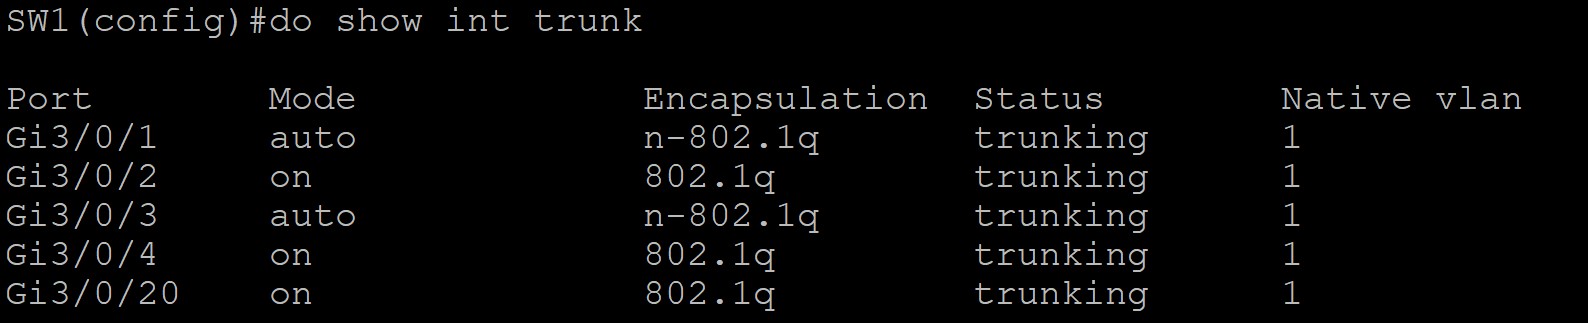 SW1(config)#do show int trunk
Port Mode Encapsulation Status Native vlan
Gi3/0/1 auto n-802.1q trunking 1
Gi3/0/2 on 802.1q trunking 1
Gi3/0/3 auto n-802.1q trunking 1
Gi3/0/4 on 802.1q trunking 1
Gi3/0/20 on 802.1q trunking 1